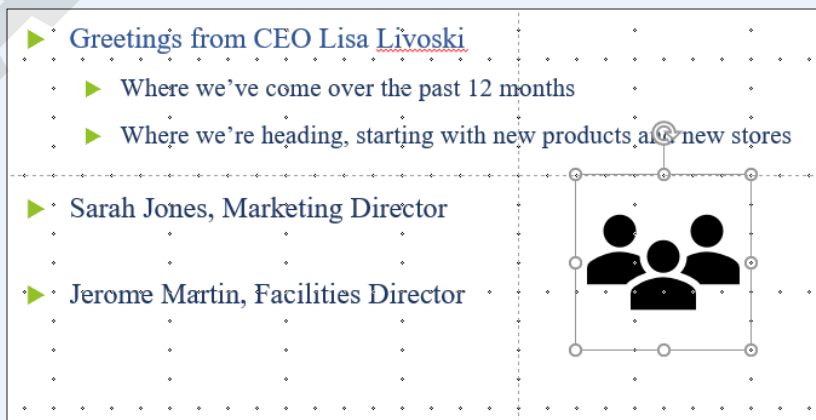 Greetings from CEO Lisa Livoski
Where we’ve come over the past 12 months
Where we’re heading, starting with new products and new stores
Sarah Jones, Marketing Director
Jerome Martin, Facilities Director